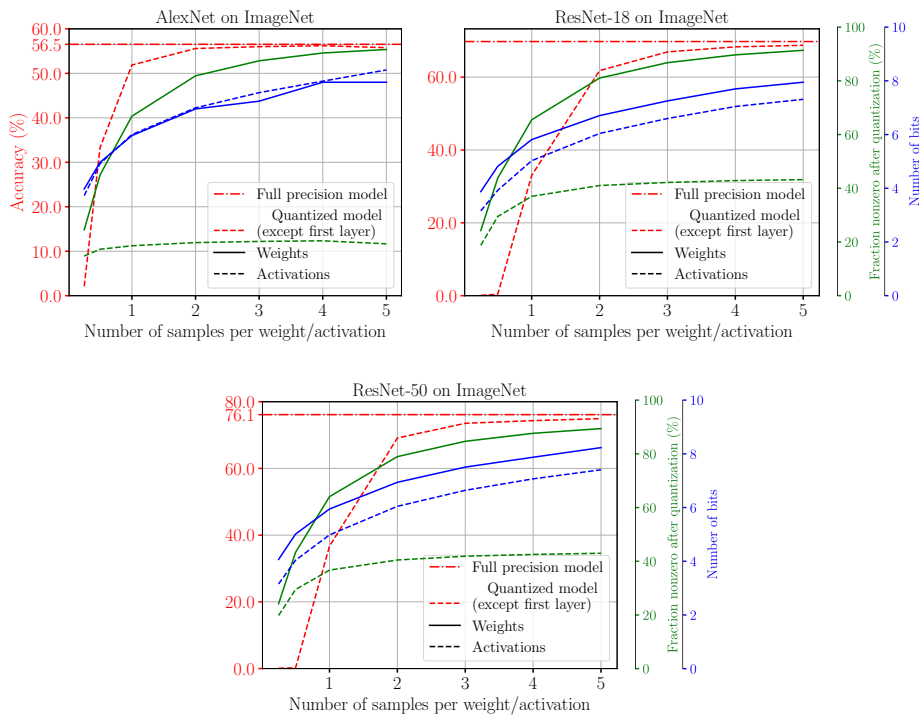 AlexNet on ImageNet
60.0
56.5
50.0
40.0
30.0
20.0
10.0
0.0
Accuracy (%)
1 2 3 4 5
Number of samples per weight/activation
Full precision model
Quantized model
(except first layer)
Weights
Activations
ResNet-18 on ImageNet
60.0
40.0
20.0
0.0
1 2 3 4 5
Number of samples per weight/activation
Full precision model
Quantized model
(except first layer)
Weights
Activations
100
80
60
40
20
0
Fraction nonzero after quantization (%)
10
8
6
4
2
0
Number of bits
ResNet-50 on ImageNet
80.0
76.1
60.0
40.0
20.0
0.0
1 2 3 4 5
Number of samples per weight/activation
Full precision model
Quantized model
(except first layer)
Weights
Activations
100
80
60
40
20
0
Fraction nonzero after quantization (%)
10
8
6
4
2
0
Number of bits